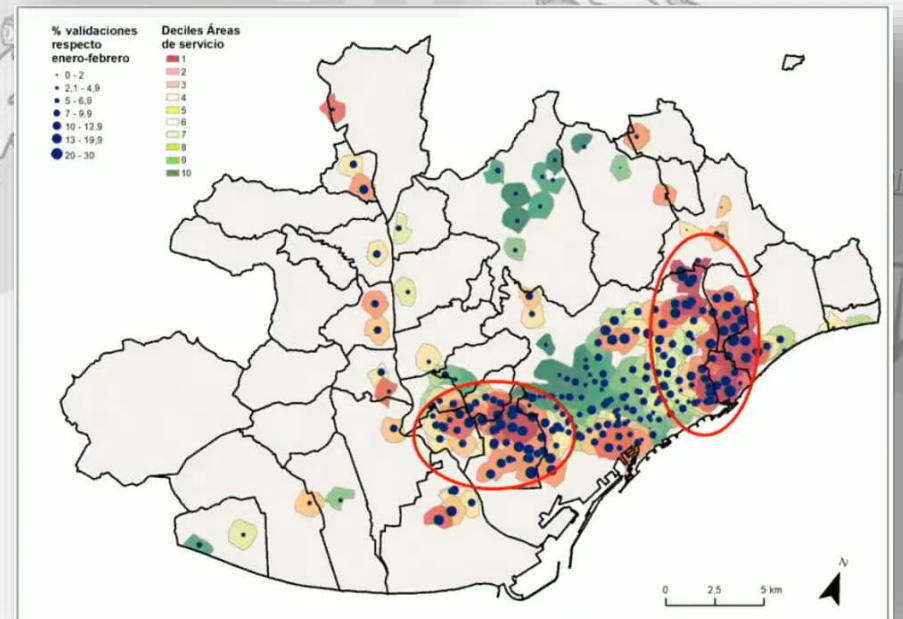 % validaciones
respecto
enero-febrero
0 - 2
2,1 - 4,9
5 - 6,9
7 - 9,9
10 - 12,9
13 - 19,9
20 - 30
Deciles Áreas
de servicio
1
2
3
4
5
6
7
8
9
10
N
0 2,5 5 km